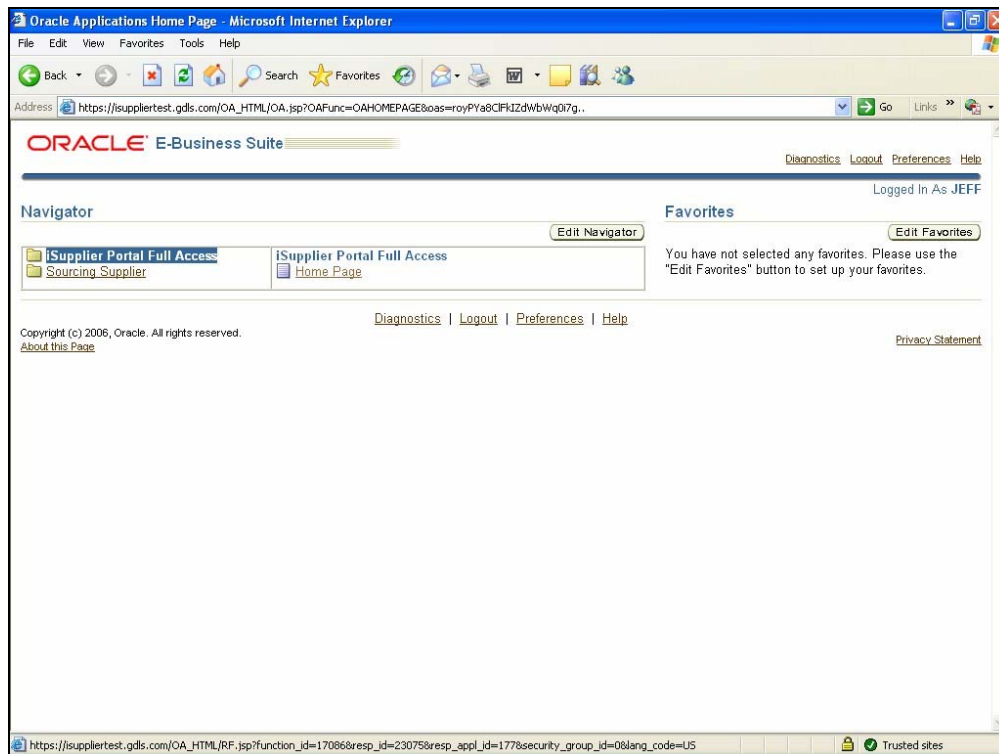 Oracle Applications Home Page - Microsoft Internet Explorer
File Edit View Favorites Tools Help
Back Search Favorites
Address https://isuppliertest.gdls.com/OA_HTML/OA.jsp?OAFunc=OAHOMEPAGE&oas=royPYa8ClFkIZdWbWq0i7g.. Go Links »
ORACLE E-Business Suite
Diagnostics Logout Preferences Help
Logged In As JEFF
Navigator
Edit Navigator
iSupplier Portal Full Access
Sourcing Supplier
iSupplier Portal Full Access
Home Page
Favorites
Edit Favorites
You have not selected any favorites. Please use the
"Edit Favorites" button to set up your favorites.
Diagnostics | Logout | Preferences | Help
Copyright (c) 2006, Oracle. All rights reserved.
About this Page
Privacy Statement
https://isuppliertest.gdls.com/OA_HTML/RF.jsp?function_id=17086&resp_id=23075&resp_appl_id=177&security_group_id=0&lang_code=US Trusted sites